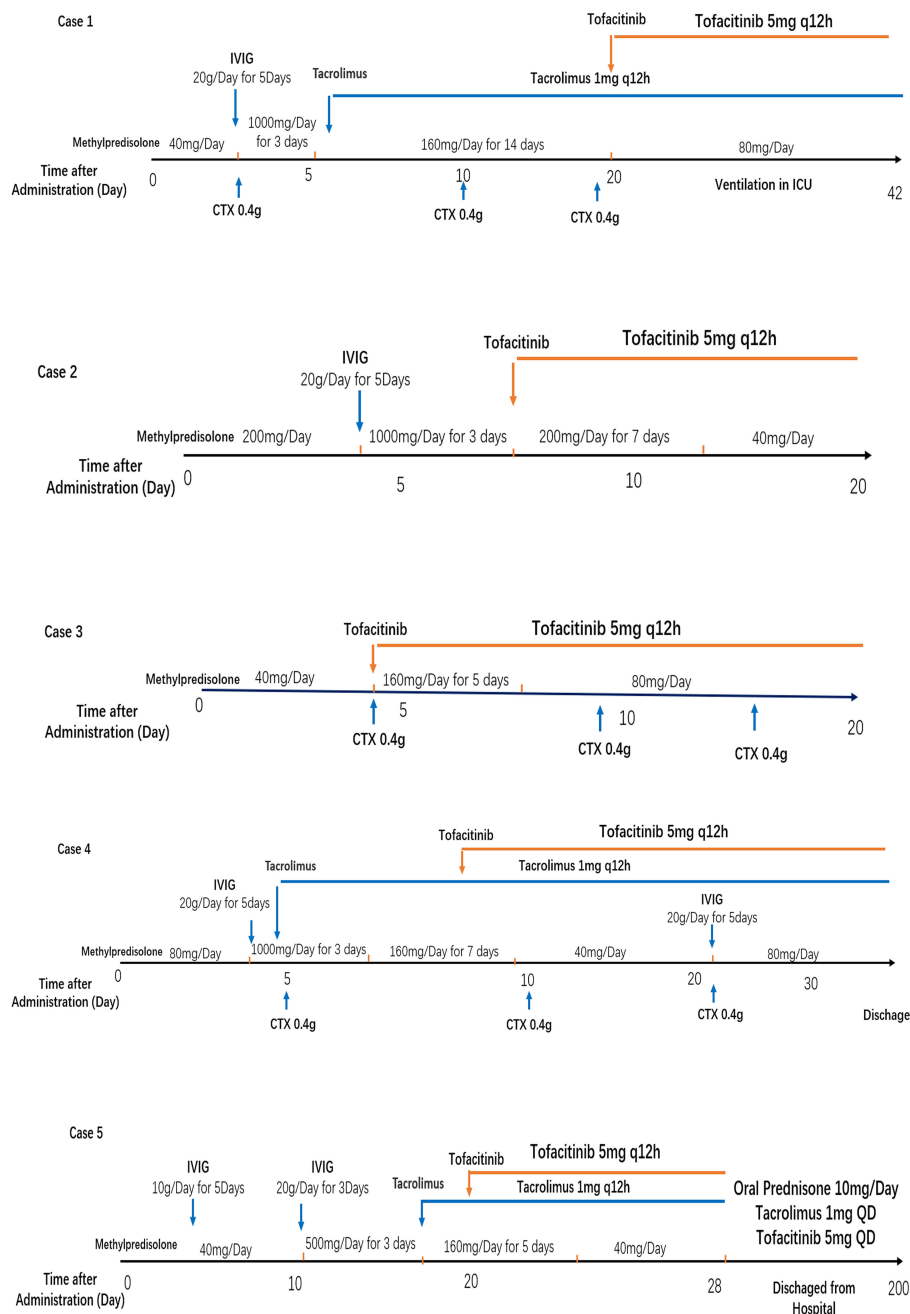 Case 1
Tofacitinib
Tofacitinib 5mg q12h
IVIG
20g/Day for 5Days
Tacrolimus
Tacrolimus 1mg q12h
Methylpredisolone
40mg/Day
1000mg/Day
for 3 days
160mg/Day for 14 days
80mg/Day
Time after
Administration (Day)
0
5
10
20
Ventilation in ICU
42
CTX 0.4g
CTX 0.4g
CTX 0.4g
Case 2
IVIG
20g/Day for 5Days
Tofacitinib
Tofacitinib 5mg q12h
Methylpredisolone
200mg/Day
1000mg/Day for 3 days
200mg/Day for 7 days
40mg/Day
Time after
Administration (Day)
0
5
10
20
Case 3
Tofacitinib
Tofacitinib 5mg q12h
Methylpredisolone
40mg/Day
160mg/Day for 5 days
80mg/Day
Time after
Administration (Day)
0
5
10
20
CTX 0.4g
CTX 0.4g
CTX 0.4g
Case 4
Tofacitinib
Tofacitinib 5mg q12h
Tacrolimus
Tacrolimus 1mg q12h
IVIG
20g/Day for 5days
IVIG
20g/Day for 5days
Methylpredisolone
80mg/Day
1000mg/Day for 3 days
160mg/Day for 7 days
40mg/Day
80mg/Day
Time after
Administration (Day)
0
5
10
20
30
CTX 0.4g
CTX 0.4g
CTX 0.4g
Dischage
Case 5
IVIG
10g/Day for 5Days
IVIG
20g/Day for 3Days
Tacrolimus
Tofacitinib
Tofacitinib 5mg q12h
Tacrolimus 1mg q12h
Oral Prednisone 10mg/Day
Tacrolimus 1mg QD
Tofacitinib 5mg QD
Methylpredisolone
40mg/Day
500mg/Day for 3 days
160mg/Day for 5 days
40mg/Day
Time after
Administration (Day)
0
10
20
28
Dischaged from
Hospital
200